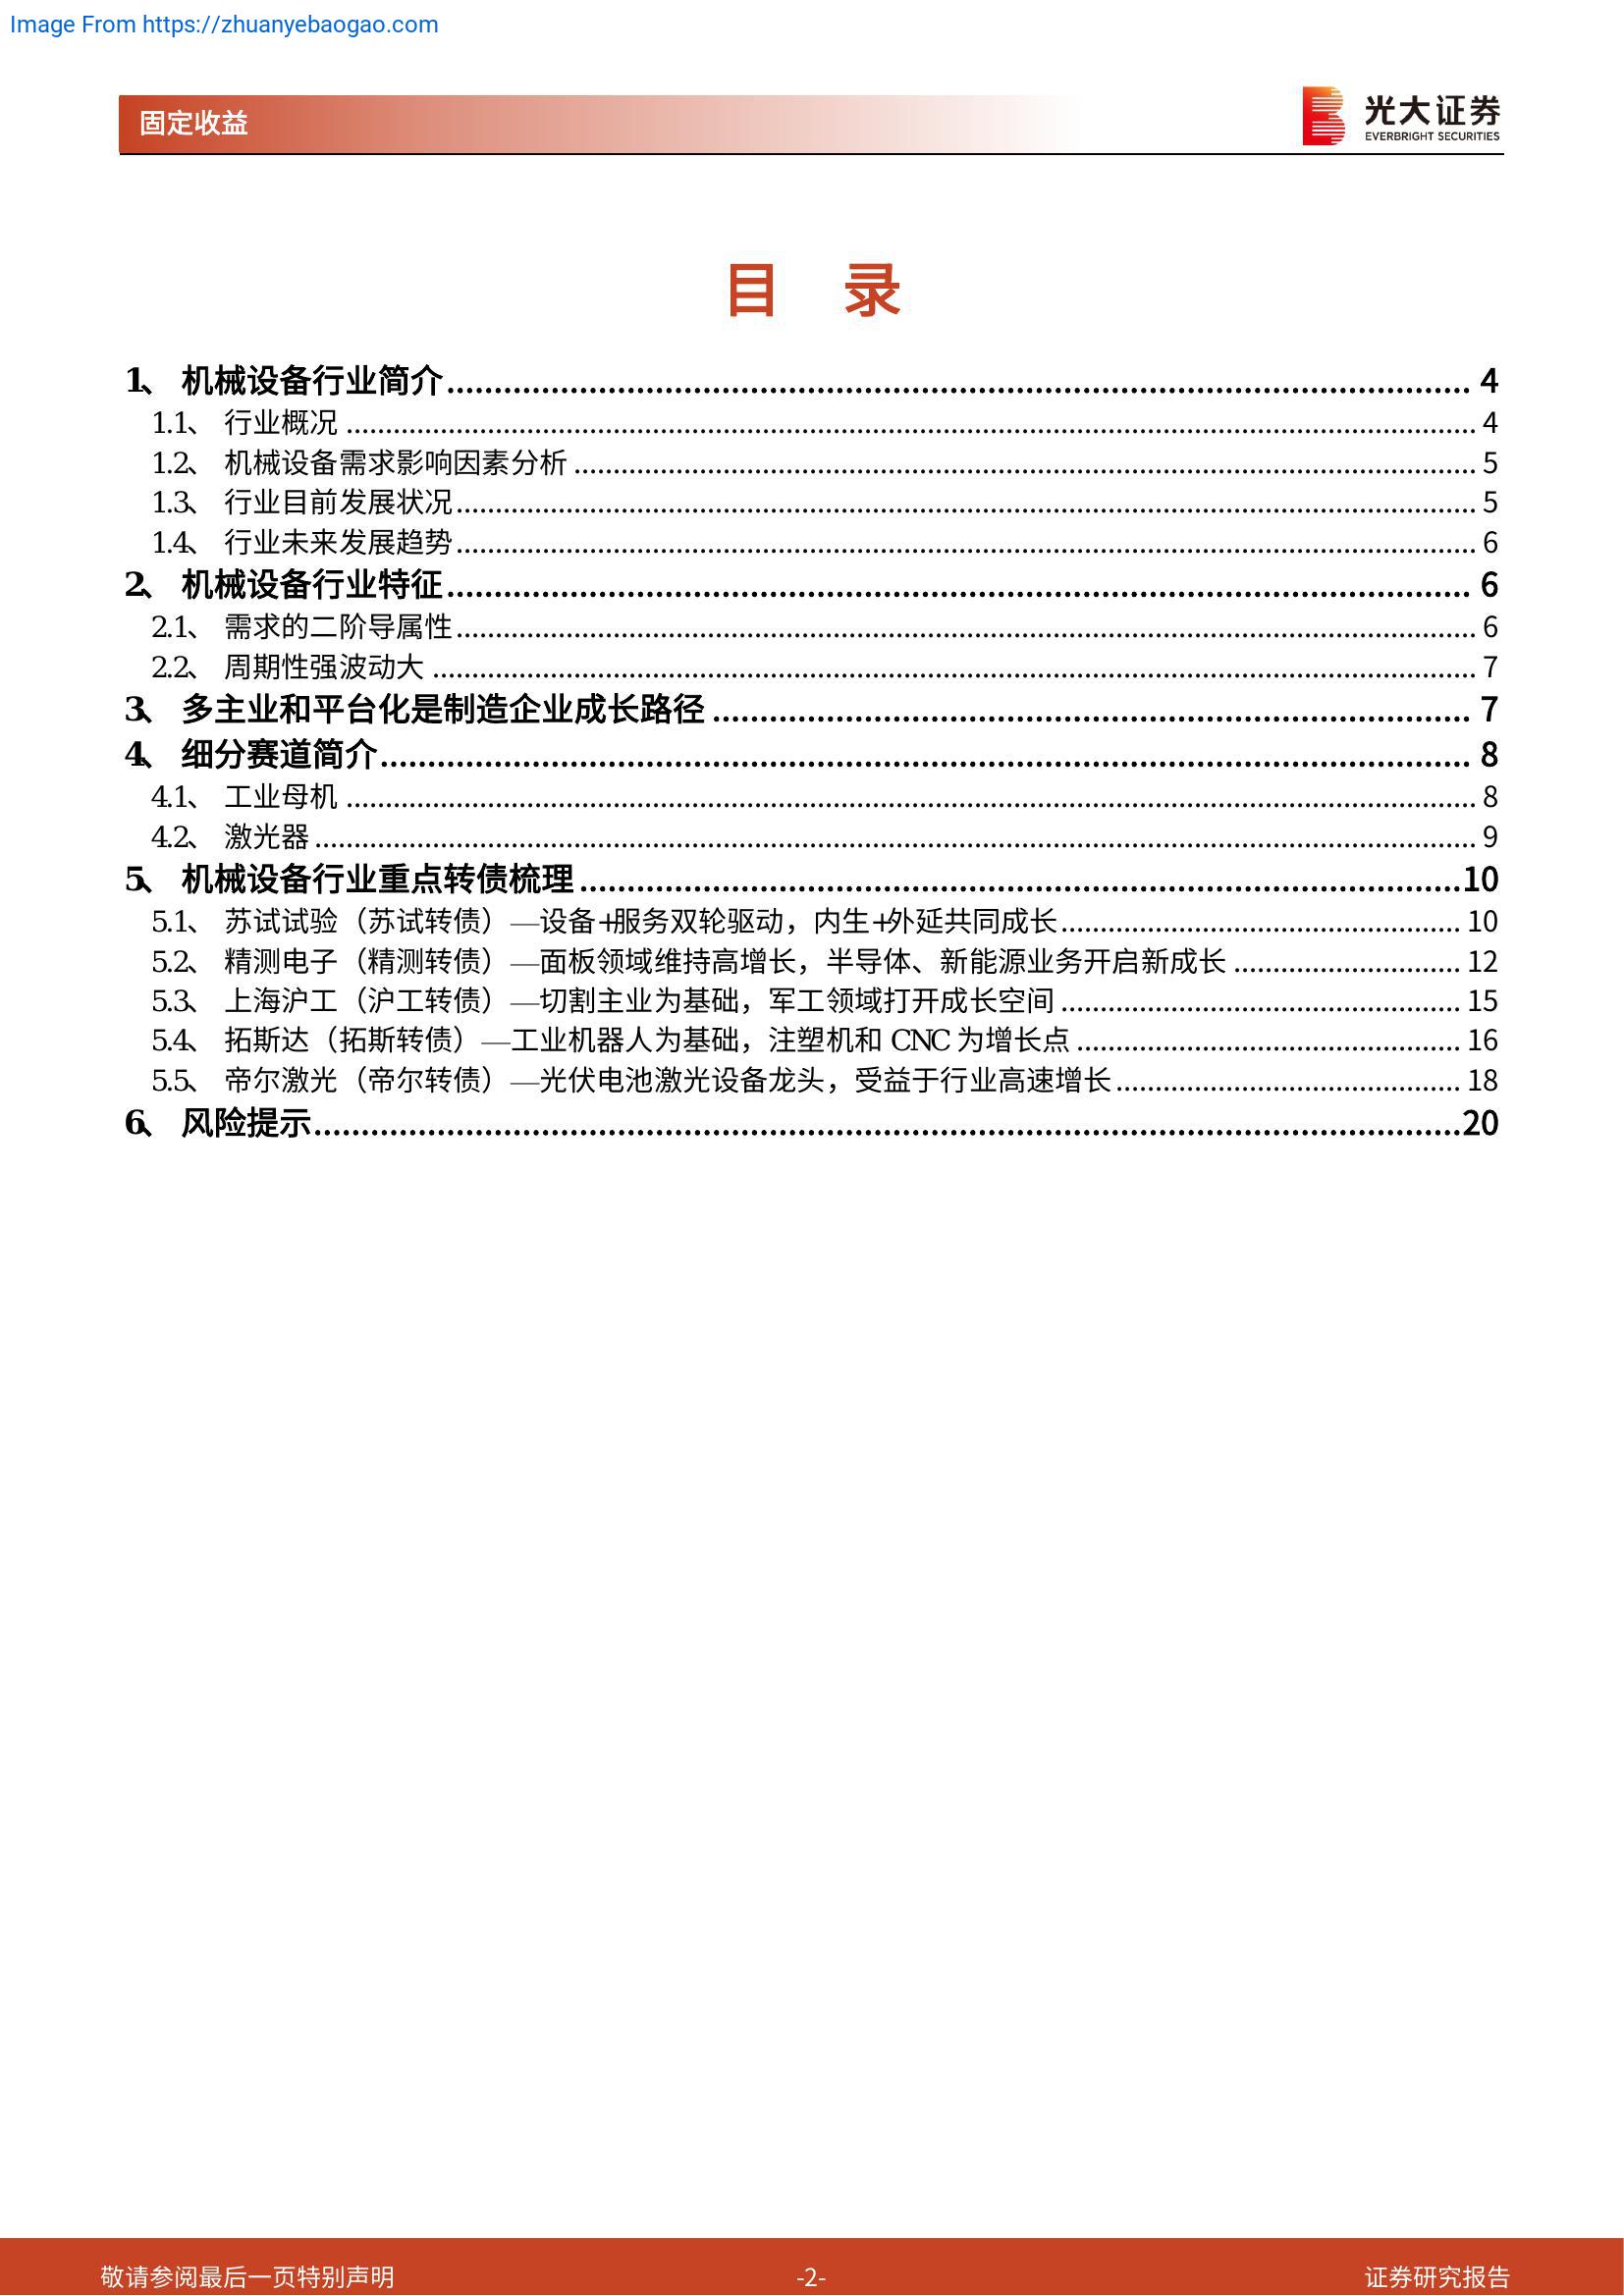 Image From https://zhuanyebaogao.com
固定收益
光大证券
EVERBRIGHT SECURITIES
目 录
1、 机械设备行业简介 4
1.1、 行业概况 4
1.2、 机械设备需求影响因素分析 5
1.3、 行业目前发展状况 5
1.4、 行业未来发展趋势 6
2、 机械设备行业特征 6
2.1、 需求的二阶导属性 6
2.2、 周期性强波动大 7
3、 多主业和平台化是制造企业成长路径 7
4、 细分赛道简介 8
4.1、 工业母机 8
4.2、 激光器 9
5、 机械设备行业重点转债梳理 10
5.1、 苏试试验（苏试转债）—设备+服务双轮驱动，内生+外延共同成长 10
5.2、 精测电子（精测转债）—面板领域维持高增长，半导体、新能源业务开启新成长 12
5.3、 上海沪工（沪工转债）—切割主业为基础，军工领域打开成长空间 15
5.4、 拓斯达（拓斯转债）—工业机器人为基础，注塑机和 CNC 为增长点 16
5.5、 帝尔激光（帝尔转债）—光伏电池激光设备龙头，受益于行业高速增长 18
6、 风险提示 20
敬请参阅最后一页特别声明 -2- 证券研究报告